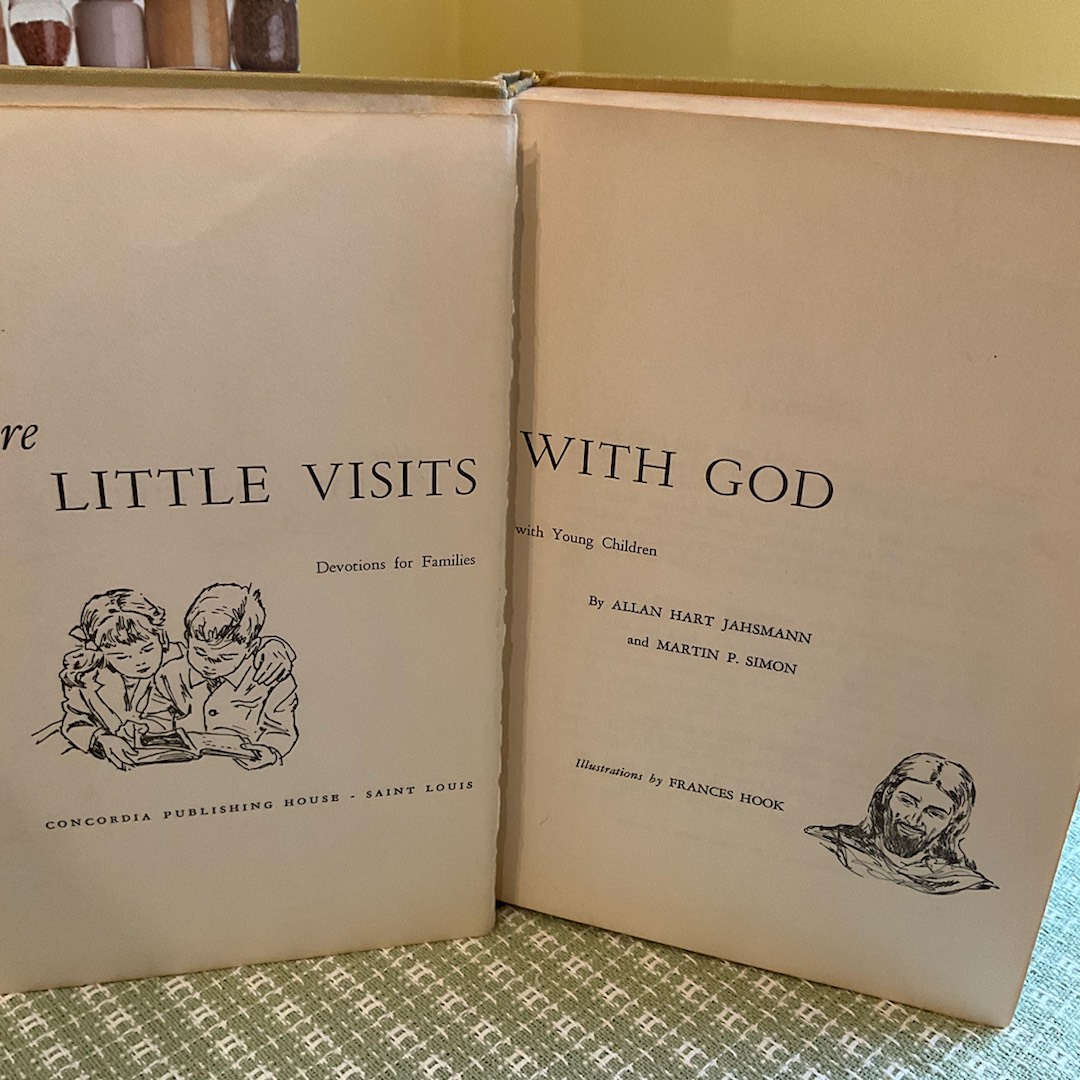 re
LITTLE VISITS WITH GOD
Devotions for Families with Young Children
By ALLAN HART JAHSMANN
and MARTIN P. SIMON
Illustrations by FRANCES HOOK
CONCORDIA PUBLISHING HOUSE - SAINT LOUIS